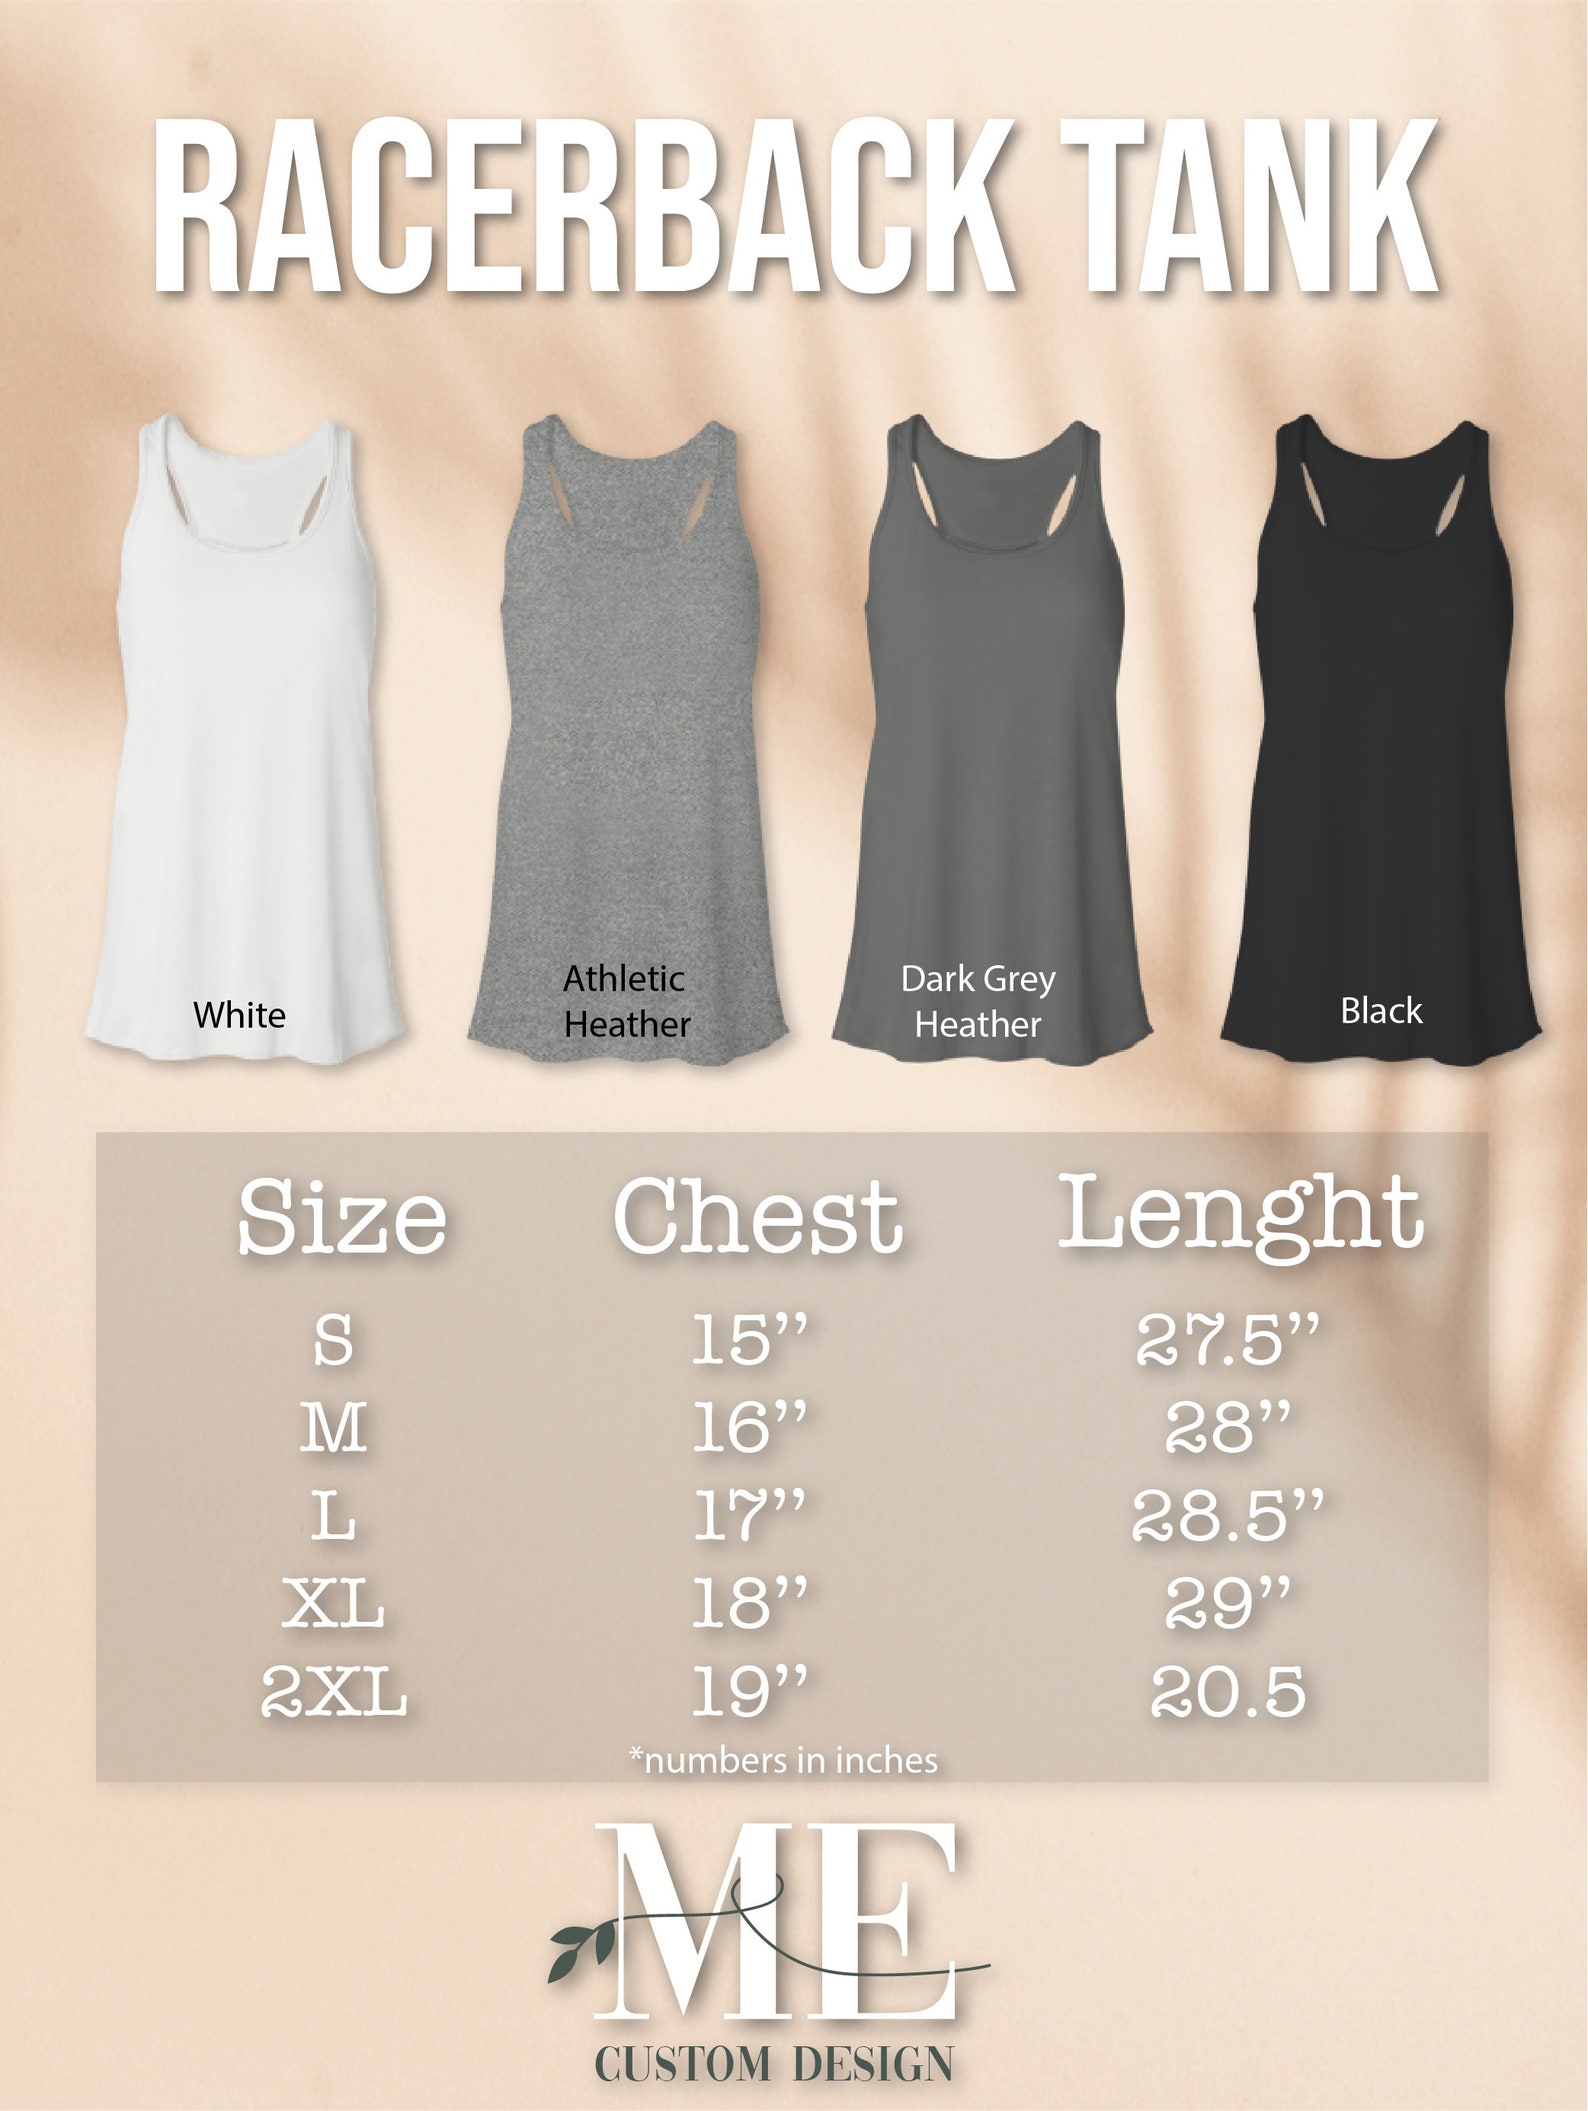 RACERBACK TANK
White
Athletic
Heather
Dark Grey
Heather
Black
Size Chest Lenght
S 15” 27.5”
M 16” 28”
L 17” 28.5”
XL 18” 29”
2XL 19” 20.5
*numbers in inches
ME
CUSTOM DESIGN